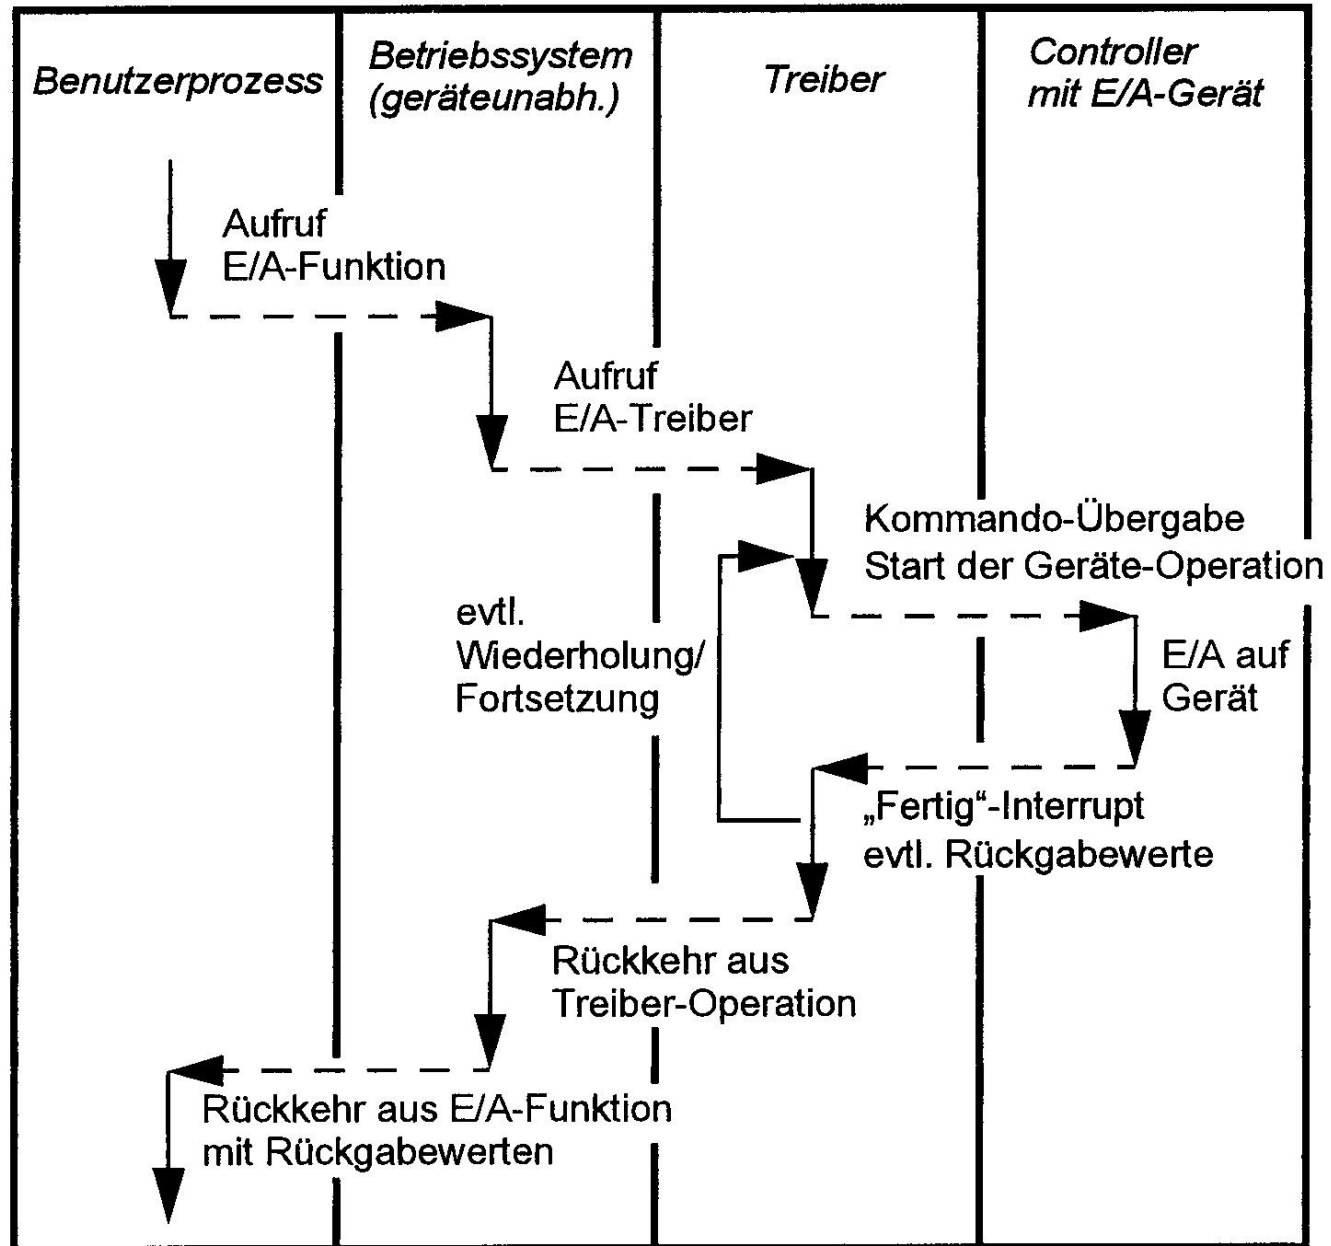 Benutzerprozess
Betriebssystem
(geräteunabh.)
Treiber
Controller
mit E/A-Gerät
Aufruf
E/A-Funktion
Aufruf
E/A-Treiber
Kommando-Übergabe
Start der Geräte-Operation
evtl.
Wiederholung/
Fortsetzung
E/A auf
Gerät
„Fertig“-Interrupt
evtl. Rückgabewerte
Rückkehr aus
Treiber-Operation
Rückkehr aus E/A-Funktion
mit Rückgabewerten